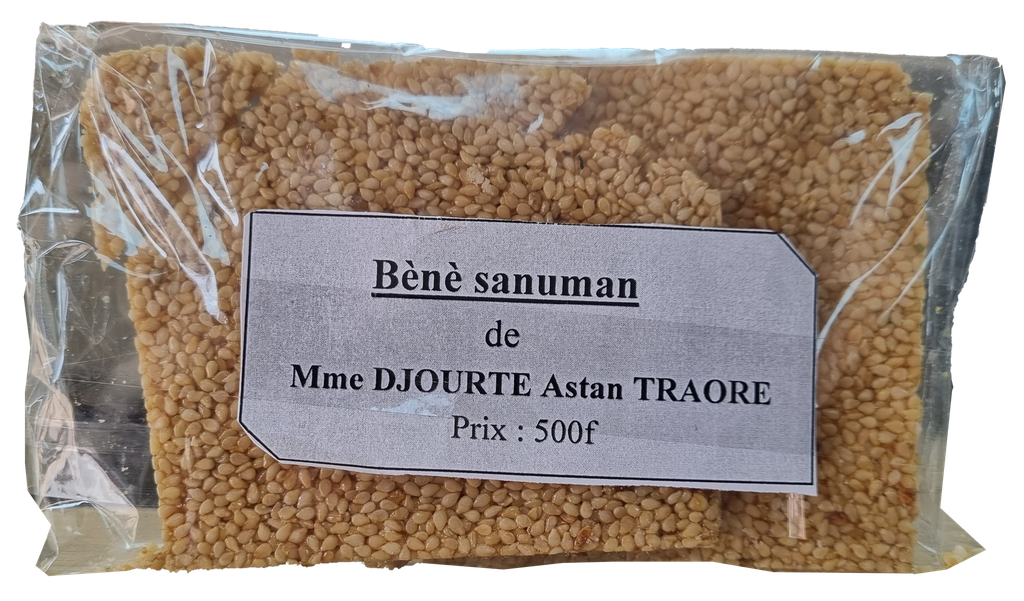 Bènè sanuman
de
Mme DJOURTE Astan TRAORE
Prix : 500f